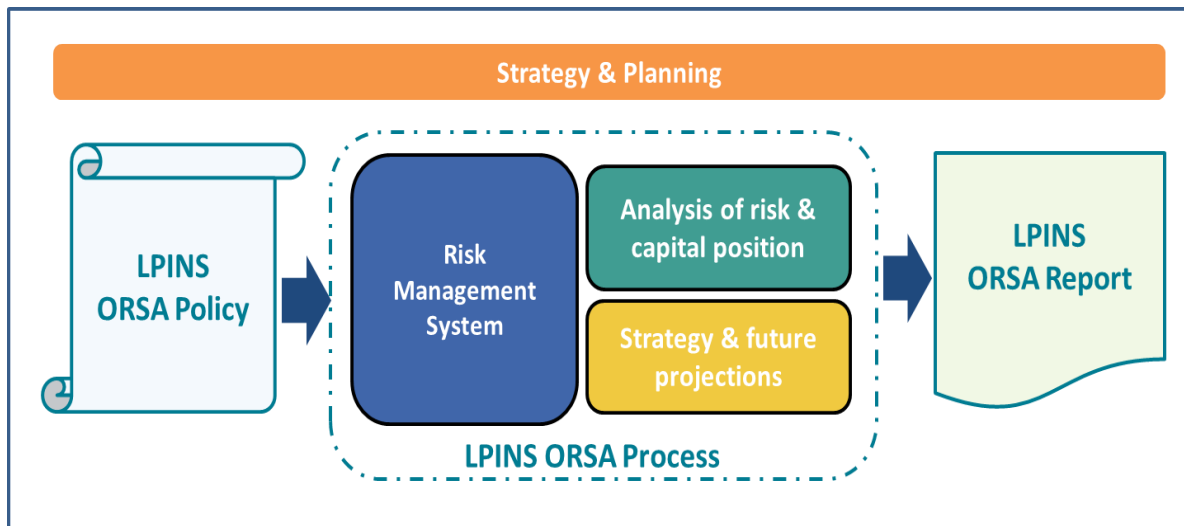 Strategy & Planning
LPINS
ORSA Policy
Risk
Management
System
Analysis of risk &
capital position
Strategy & future
projections
LPINS ORSA Process
LPINS
ORSA Report